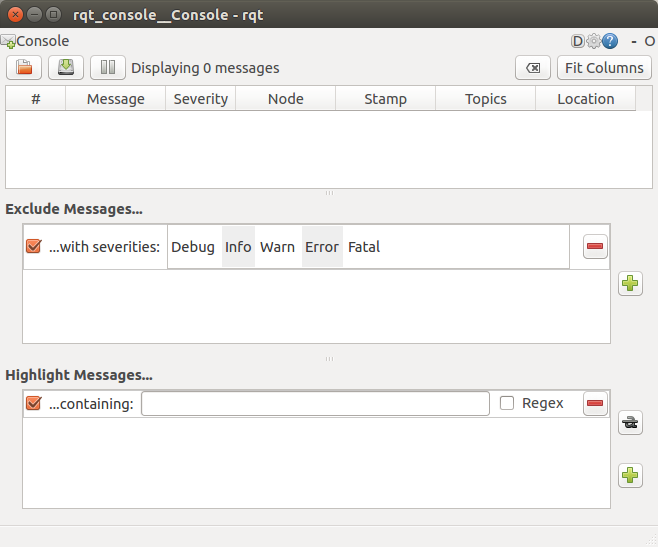 rqt_console__Console - rqt
Console D ? - O
Displaying 0 messages Fit Columns
# Message Severity Node Stamp Topics Location
Exclude Messages...
...with severities: Debug Info Warn Error Fatal
Highlight Messages...
...containing: Regex